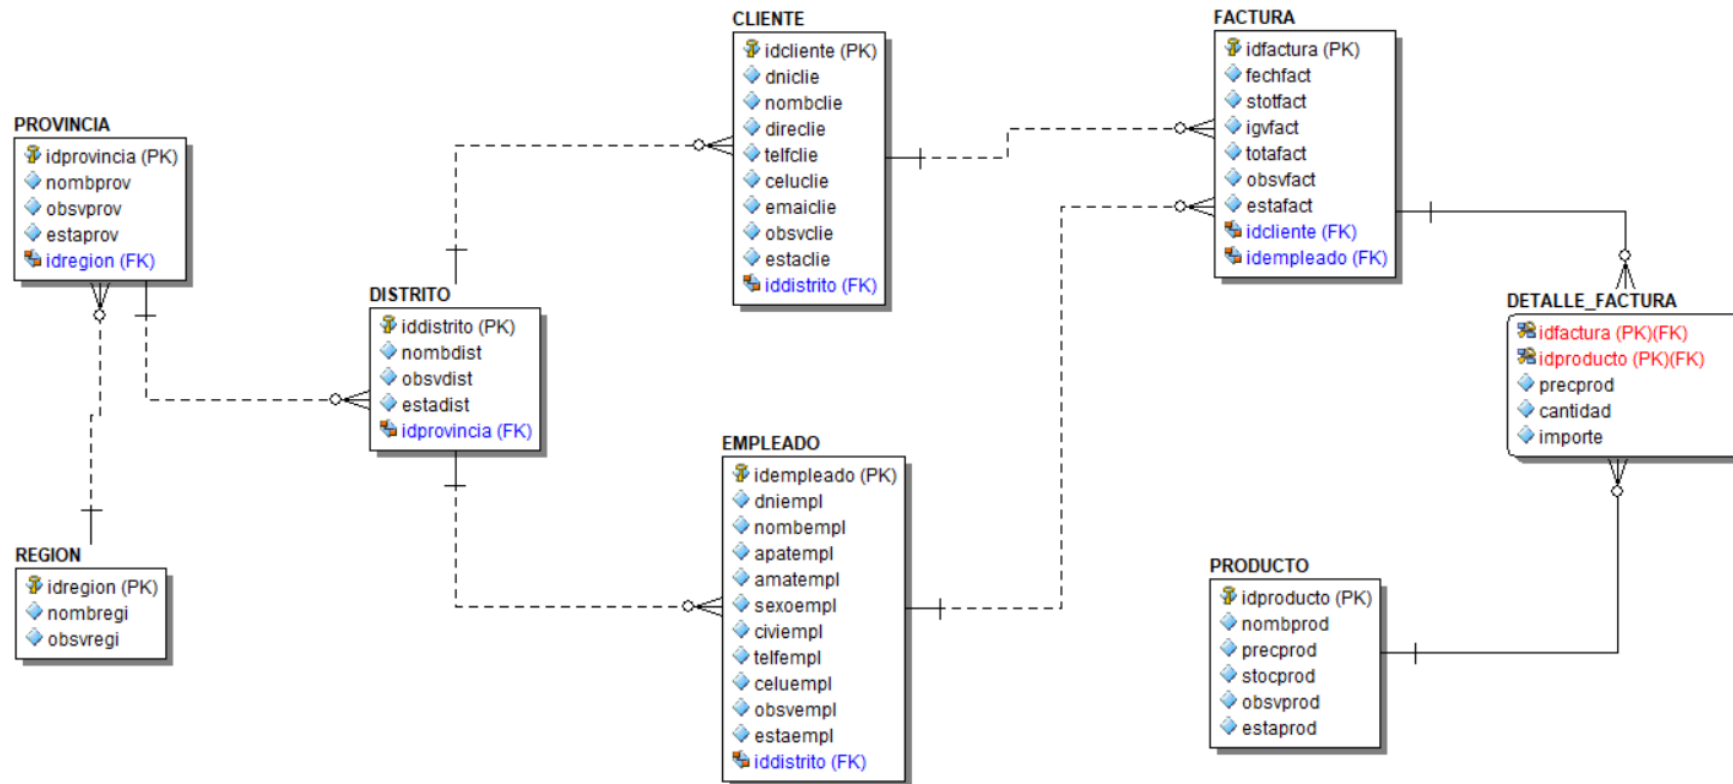 PROVINCIA
idprovincia (PK)
nombprov
obsvprov
estaprov
idregion (FK)
REGION
idregion (PK)
nombregi
obsvregi
DISTRITO
iddistrito (PK)
nombdist
obsvdist
estadist
idprovincia (FK)
CLIENTE
idcliente (PK)
dniclie
nombclie
direclie
telfclie
celuclie
emaiclie
obsvclie
estaclie
iddistrito (FK)
EMPLEADO
idempleado (PK)
dniempl
nombempl
apatempl
amatempl
sexoempl
civiempl
telfempl
celuempl
obsvempl
estaempl
iddistrito (FK)
FACTURA
idfactura (PK)
fechfact
stotfact
igvfact
totafact
obsvfact
estafact
idcliente (FK)
idempleado (FK)
DETALLE_FACTURA
idfactura (PK)(FK)
idproducto (PK)(FK)
precprod
cantidad
importe
PRODUCTO
idproducto (PK)
nombprod
precprod
stocprod
obsvprod
estaprod